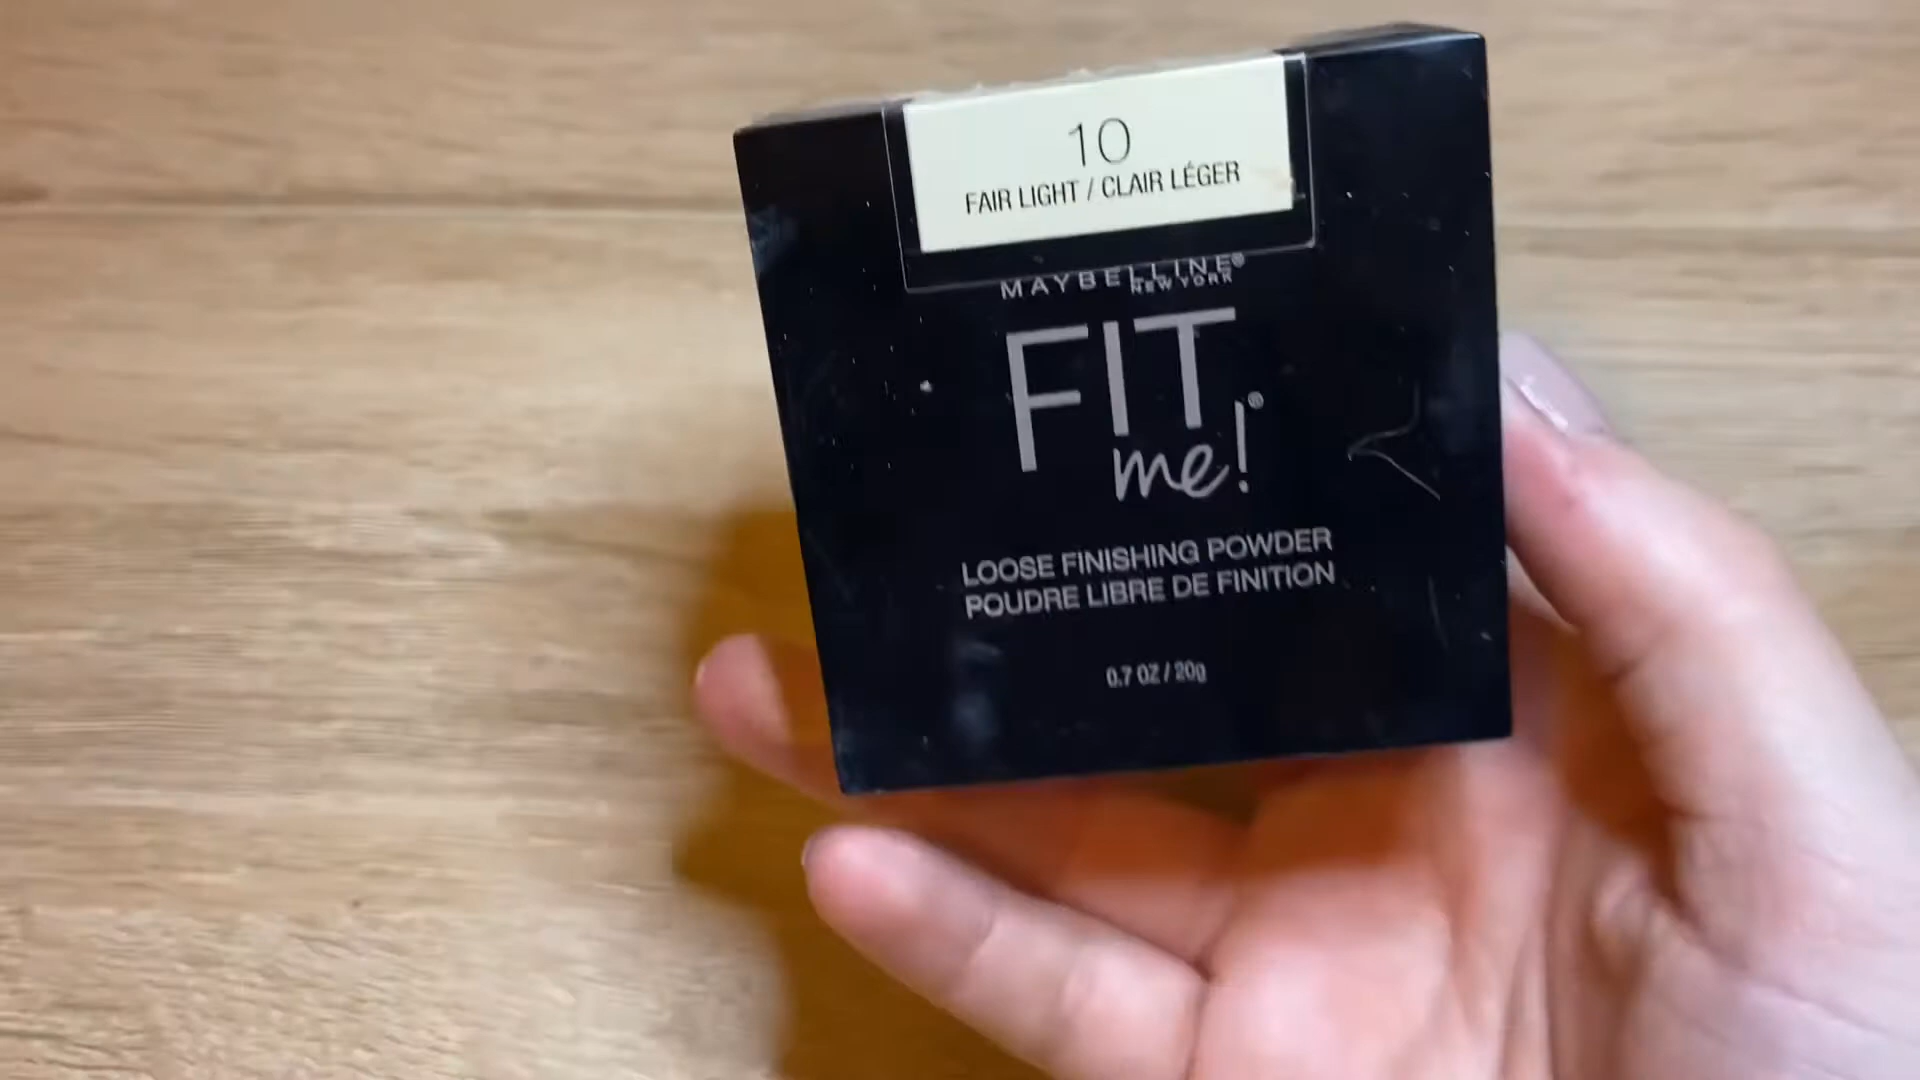 10
FAIR LIGHT / CLAIR LÉGER
MAYBELLINE®
NEW YORK
FIT
me!®
LOOSE FINISHING POWDER
POUDRE LIBRE DE FINITION
0.7 OZ / 20g